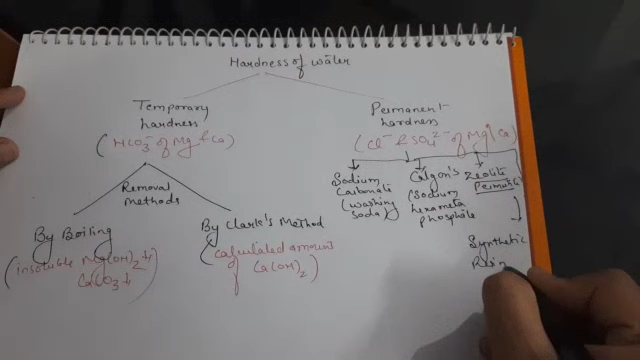 Hardness of water
Temporary
hardness
(HCO3⁻ of Mg & Ca)
Permanent
hardness
(Cl⁻ & SO4²⁻ of Mg/Ca)
Removal
Methods
By Boiling
(insoluble Mg(OH)2↓
CaCO3↓)
By Clarke's Method
(calculated amount
of Ca(OH)2)
Sodium
Carbonate
(washing
soda)
Calgon's
(Sodium
hexameta
phosphate
Zeolite
Permutit
Synthetic
Resin